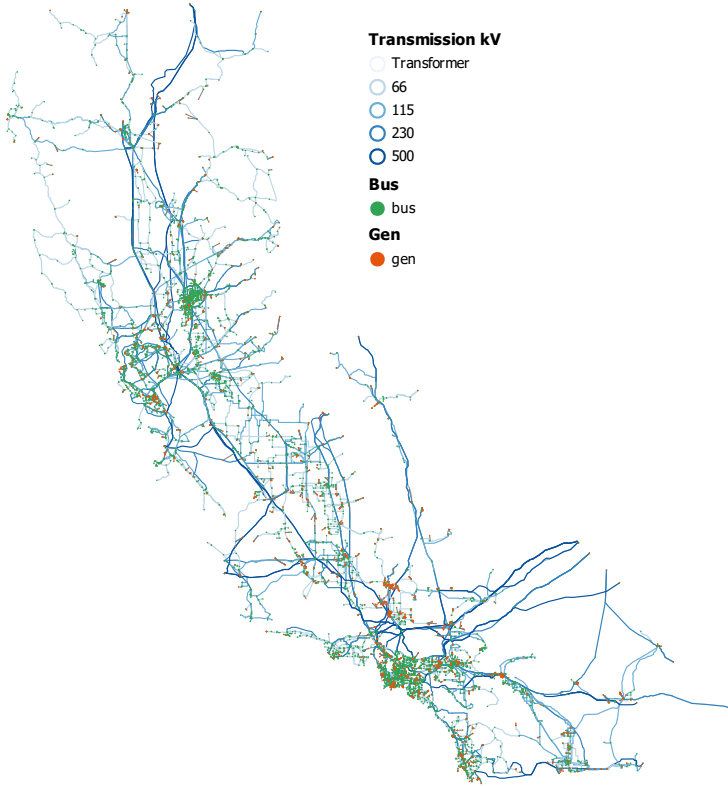 Transmission kV
Transformer
66
115
230
500
Bus
bus
Gen
gen